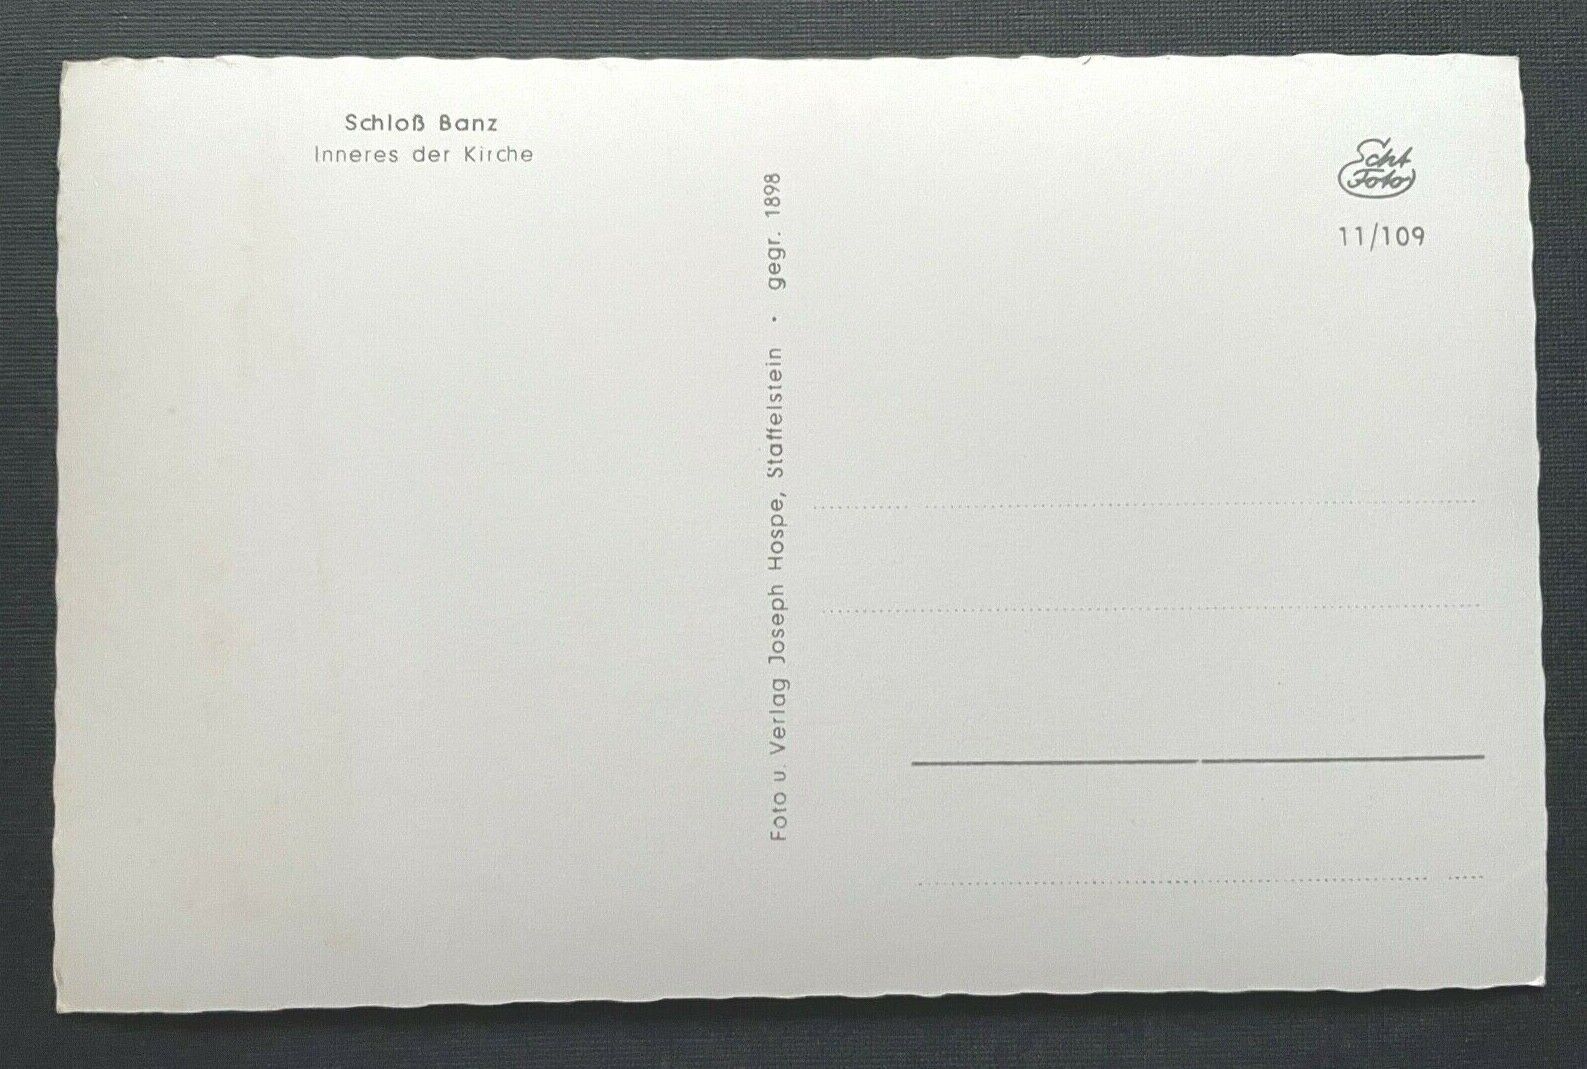 Schloß Banz
Inneres der Kirche
Foto u. Verlag Joseph Hospe, Staffelstein · gegr. 1898
Echt
Foto
11/109